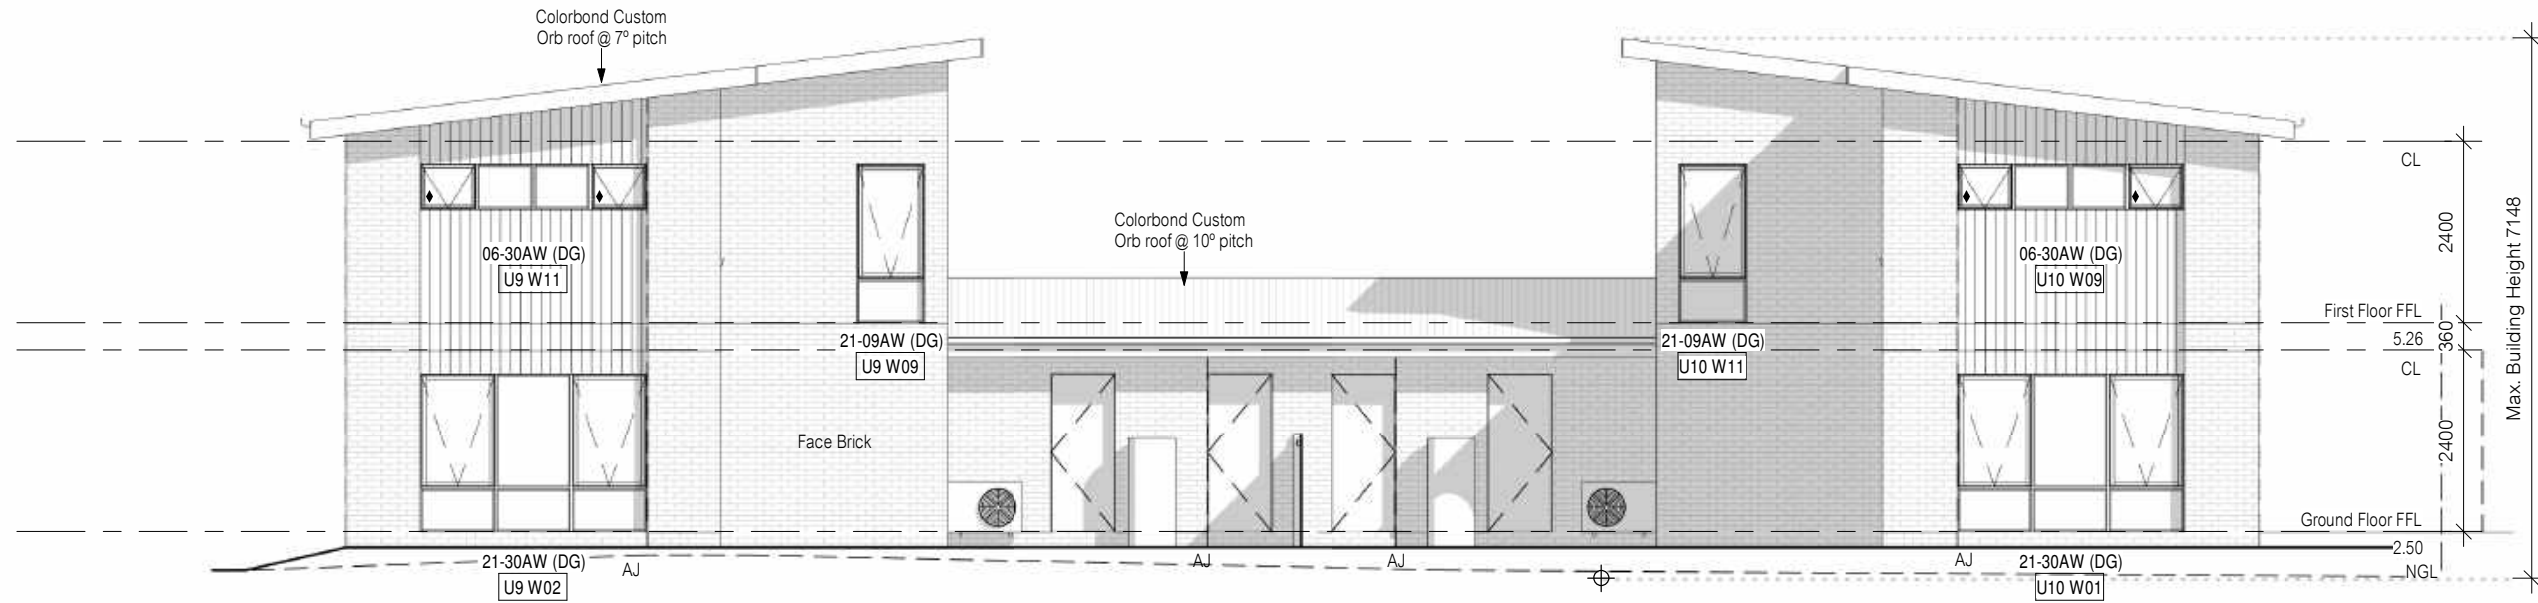 Colorbond Custom
Orb roof @ 7º pitch
CL
2400
Max. Building Height 7148
Colorbond Custom
Orb roof @ 10º pitch
06-30AW (DG)
U9 W11
06-30AW (DG)
U10 W09
First Floor FFL
5.26
360
21-09AW (DG)
U9 W09
21-09AW (DG)
U10 W11
CL
2400
Face Brick
Ground Floor FFL
2.50
21-30AW (DG)
U9 W02
AJ
AJ
AJ
AJ
21-30AW (DG)
U10 W01
NGL